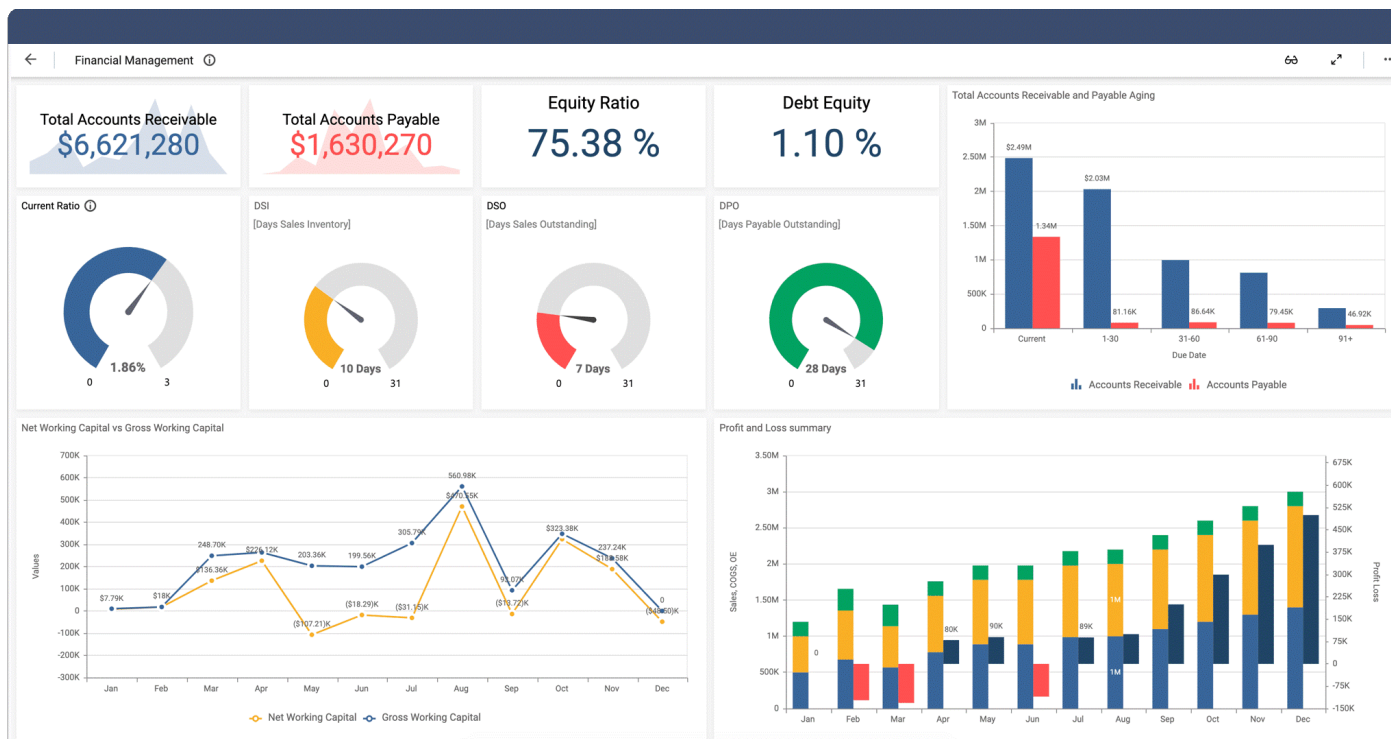 Financial Management
Total Accounts Receivable
$6,621,280
Total Accounts Payable
$1,630,270
Equity Ratio
75.38 %
Debt Equity
1.10 %
Total Accounts Receivable and Payable Aging
3M
2.50M
2M
1.50M
1M
500K
0
$2.49M
1.34M
$2.03M
81.16K
86.64K
79.45K
46.92K
Current
1-30
31-60
61-90
91+
Due Date
Accounts Receivable
Accounts Payable
Current Ratio
1.86%
0
3
DSI
[Days Sales Inventory]
10 Days
0
31
DSO
[Days Sales Outstanding]
7 Days
0
31
DPO
[Days Payable Outstanding]
28 Days
0
31
Net Working Capital vs Gross Working Capital
Values
700K
600K
500K
400K
300K
200K
100K
0
-100K
-200K
-300K
$7.79K
$18K
248.70K
$136.36K
203.36K
($107.21)K
199.56K
($18.29)K
305.79K
($31.15)K
560.98K
$323.38K
237.24K
0
Jan
Feb
Mar
Apr
May
Jun
Jul
Aug
Sep
Oct
Nov
Dec
Net Working Capital
Gross Working Capital
Profit and Loss summary
Sales, COGS, OE
3.50M
3M
2.50M
2M
1.50M
1M
500K
0
0
80K
90K
89K
1M
1M
675K
600K
525K
450K
375K
300K
225K
150K
75K
0
-75K
-150K
Profit Loss
Jan
Feb
Mar
Apr
May
Jun
Jul
Aug
Sep
Oct
Nov
Dec